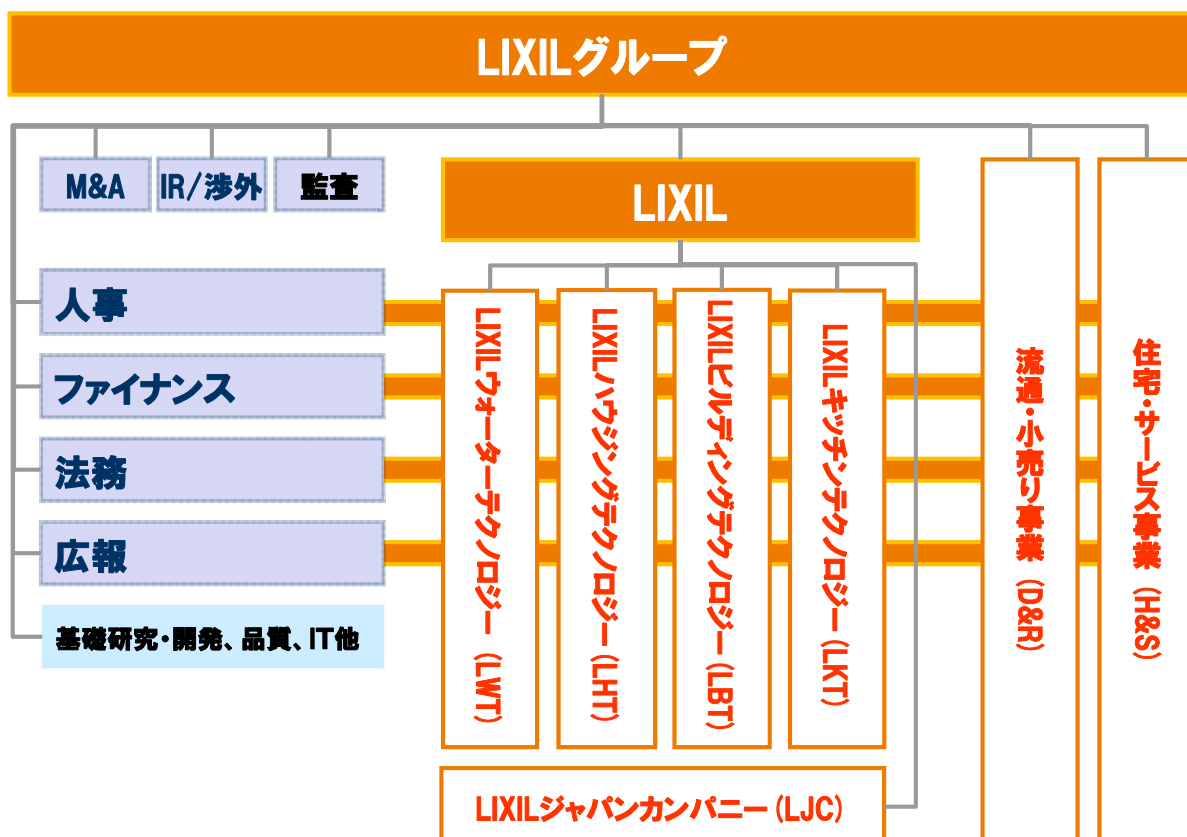 LIXILグループ
M&A
IR/渉外
監査
LIXIL
人事
ファイナンス
法務
広報
基礎研究・開発、品質、IT他
LIXILウォーターテクノロジー (LWT)
LIXILハウジングテクノロジー (LHT)
LIXILビルディングテクノロジー (LBT)
LIXILキッチンテクノロジー (LKT)
流通・小売り事業 (D&R)
住宅・サービス事業 (H&S)
LIXILジャパンカンパニー (LJC)